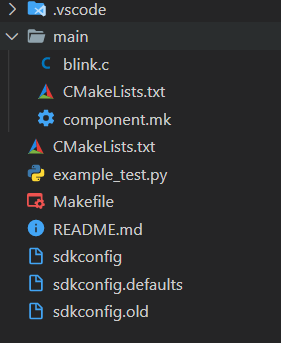 .vscode
main
blink.c
CMakeLists.txt
component.mk
CMakeLists.txt
example_test.py
Makefile
README.md
sdkconfig
sdkconfig.defaults
sdkconfig.old